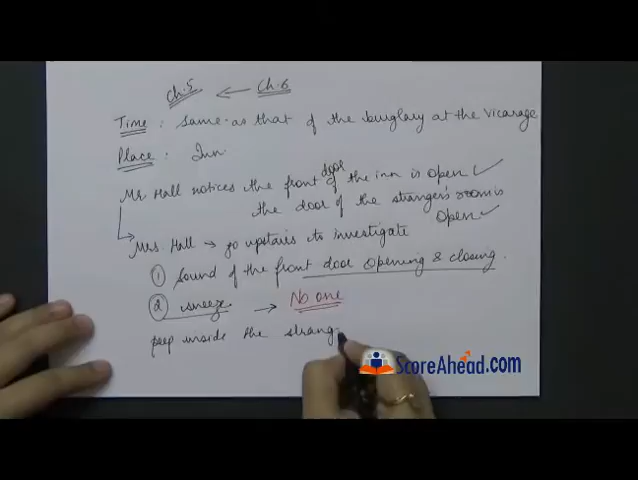 Ch.5 ← Ch.6
Time : same as that of the burglary at the Vicarage
Place : Inn
Mr Hall notices the front door of the inn is open ✓
the door of the stranger's room is
open ✓
Mrs. Hall → go upstairs to investigate
① sound of the front door opening & closing.
② sneeze. → No one
peep inside the strang
ScoreAhead.com